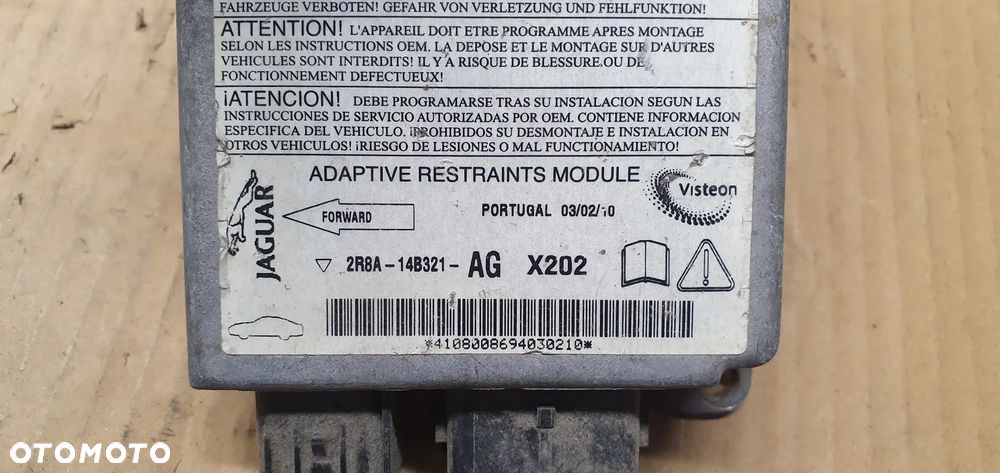 FAHRZEUGE VERBOTEN! GEFAHR VON VERLETZUNG UND FEHLFUNKTION!
ATTENTION! L'APPAREIL DOIT ETRE PROGRAMME APRES MONTAGE
SELON LES INSTRUCTIONS OEM. LA DEPOSE ET LE MONTAGE SUR D'AUTRES
VEHICULES SONT INTERDITS! IL Y A RISQUE DE BLESSURE OU DE
FONCTIONNEMENT DEFECTUEUX!
¡ATENCION! DEBE PROGRAMARSE TRAS SU INSTALACION SEGUN LAS
INSTRUCCIONES DE SERVICIO AUTORIZADAS POR OEM. CONTIENE INFORMACION
ESPECIFICA DEL VEHICULO. ¡PROHIBIDOS SU DESMONTAJE E INSTALACION EN
OTROS VEHICULOS! ¡RIESGO DE LESIONES O MAL FUNCIONAMIENTO!
ADAPTIVE RESTRAINTS MODULE
JAGUAR
FORWARD
PORTUGAL 03/02/10
Visteon
2R8A-14B321- AG X202
*4108008694030210*
OTOMOTO